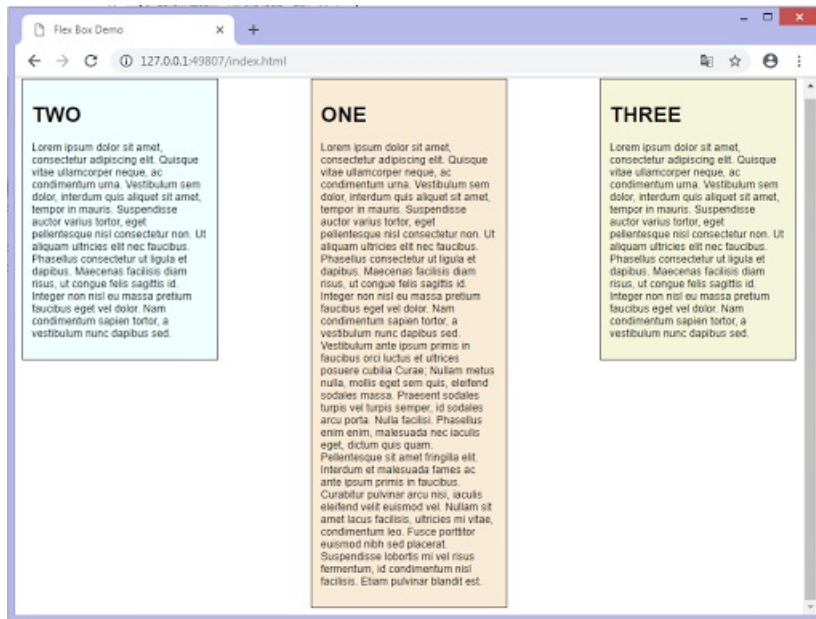 Flex Box Demo
127.0.0.1:49807/index.html
TWO
Lorem ipsum dolor sit amet,
consectetur adipiscing elit. Quisque
vitae ullamcorper neque, ac
condimentum urna. Vestibulum sem
dolor, interdum quis aliquet sit amet,
tempor in mauris. Suspendisse
auctor varius tortor, eget
pellentesque nisl consectetur non. Ut
aliquam ultricies elit nec faucibus.
Phasellus consectetur ut ligula et
dapibus. Maecenas facilisis diam
risus, ut congue felis sagittis id.
Integer non nisl eu massa pretium
faucibus eget vel dolor. Nam
condimentum sapien tortor, a
vestibulum nunc dapibus sed.
ONE
Lorem ipsum dolor sit amet,
consectetur adipiscing elit. Quisque
vitae ullamcorper neque, ac
condimentum urna. Vestibulum sem
dolor, interdum quis aliquet sit amet,
tempor in mauris. Suspendisse
auctor varius tortor, eget
pellentesque nisl consectetur non. Ut
aliquam ultricies elit nec faucibus.
Phasellus consectetur ut ligula et
dapibus. Maecenas facilisis diam
risus, ut congue felis sagittis id.
Integer non nisl eu massa pretium
faucibus eget vel dolor. Nam
condimentum sapien tortor, a
vestibulum nunc dapibus sed.
Vestibulum ante ipsum primis in
faucibus orci luctus et ultrices
posuere cubilia Curae; Nullam metus
nulla, mollis eget sem quis, eleifend
sodales massa. Praesent sodales
turpis vel turpis semper, id sodales
arcu porta. Nulla facilisi. Phasellus
enim enim, malesuada nec iaculis
eget, dictum quis quam.
Pellentesque sit amet fringilla elit.
Interdum et malesuada fames ac
ante ipsum primis in faucibus.
Curabitur pulvinar arcu nisi, iaculis
eleifend velit euismod vel. Nullam sit
amet lacus facilisis, ultricies mi vitae,
condimentum leo. Fusce porttitor
euismod nibh sed placerat.
Suspendisse lobortis mi vel risus
fermentum, id condimentum nisl
facilisis. Etiam pulvinar blandit est.
THREE
Lorem ipsum dolor sit amet,
consectetur adipiscing elit. Quisque
vitae ullamcorper neque, ac
condimentum urna. Vestibulum sem
dolor, interdum quis aliquet sit amet,
tempor in mauris. Suspendisse
auctor varius tortor, eget
pellentesque nisl consectetur non. Ut
aliquam ultricies elit nec faucibus.
Phasellus consectetur ut ligula et
dapibus. Maecenas facilisis diam
risus, ut congue felis sagittis id.
Integer non nisl eu massa pretium
faucibus eget vel dolor. Nam
condimentum sapien tortor, a
vestibulum nunc dapibus sed.